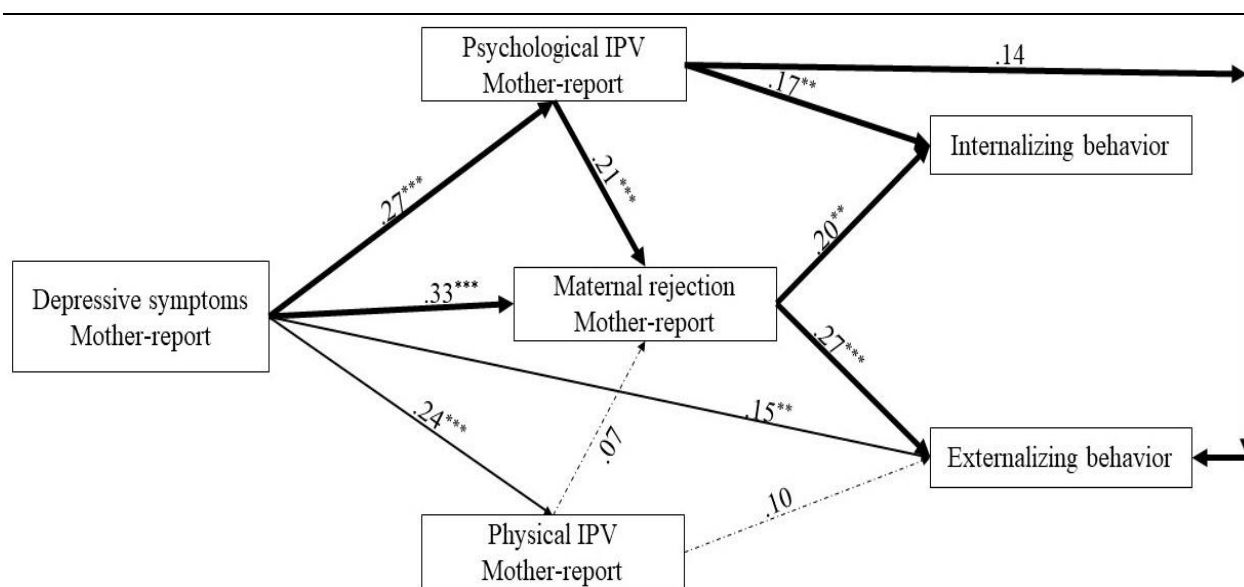 Psychological IPV
Mother-report
.14
.17**
Internalizing behavior
.27***
.21***
.20**
Depressive symptoms
Mother-report
.33***
Maternal rejection
Mother-report
.27***
.24***
.07
.15**
Externalizing behavior
.10
Physical IPV
Mother-report